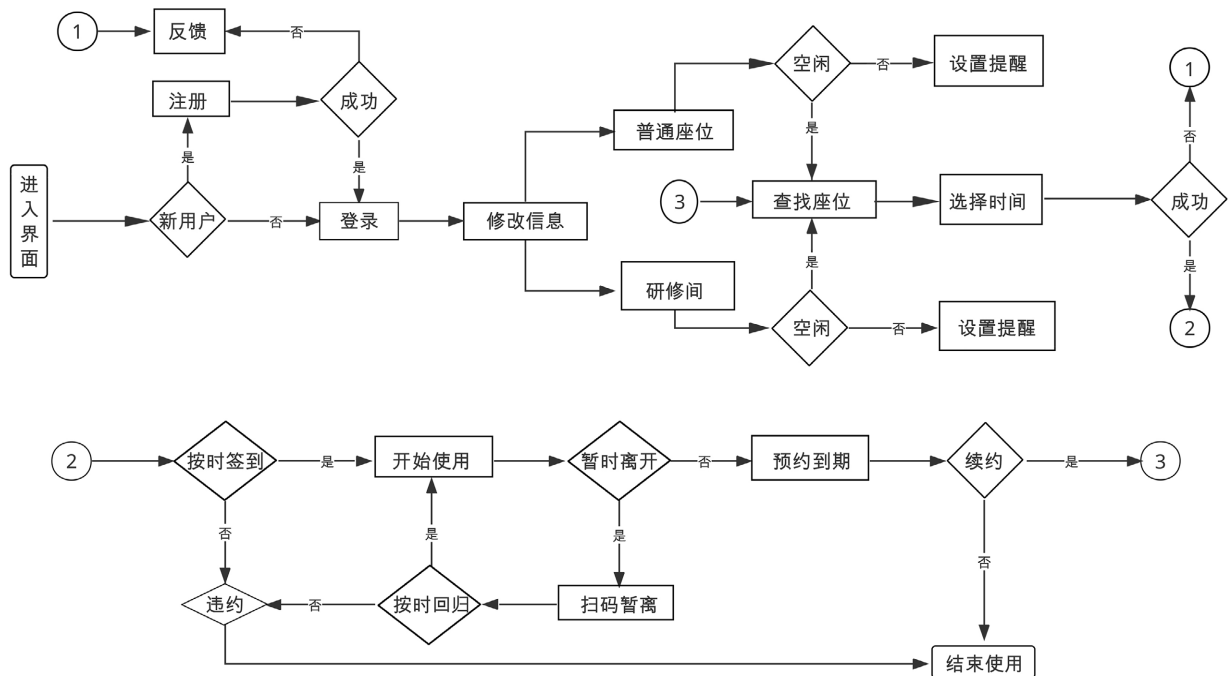 1
反馈
否
注册
成功
是
是
进入界面
新用户
否
登录
修改信息
普通座位
空闲
否
设置提醒
是
3
查找座位
选择时间
成功
否
1
是
2
研修间
是
空闲
否
设置提醒
2
按时签到
是
开始使用
暂时离开
否
预约到期
续约
是
3
否
是
是
否
违约
否
按时回归
扫码暂离
结束使用